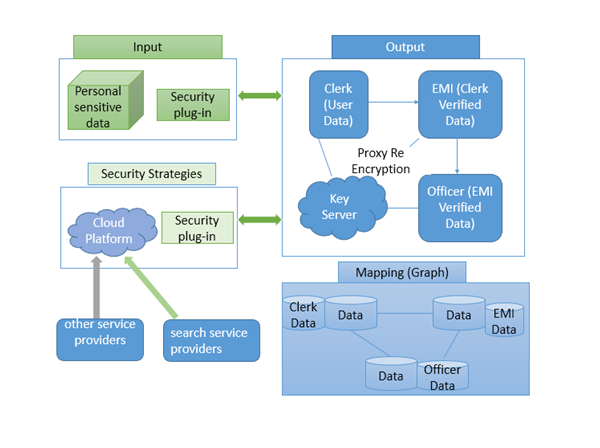 Input
Personal
sensitive
data
Security
plug-in
Security Strategies
Cloud
Platform
Security
plug-in
other service
providers
search service
providers
Output
Clerk
(User
Data)
EMI (Clerk
Verified
Data)
Proxy Re
Encryption
Key
Server
Officer (EMI
Verified
Data)
Mapping (Graph)
Clerk
Data
Data
Data
EMI
Data
Data
Officer
Data